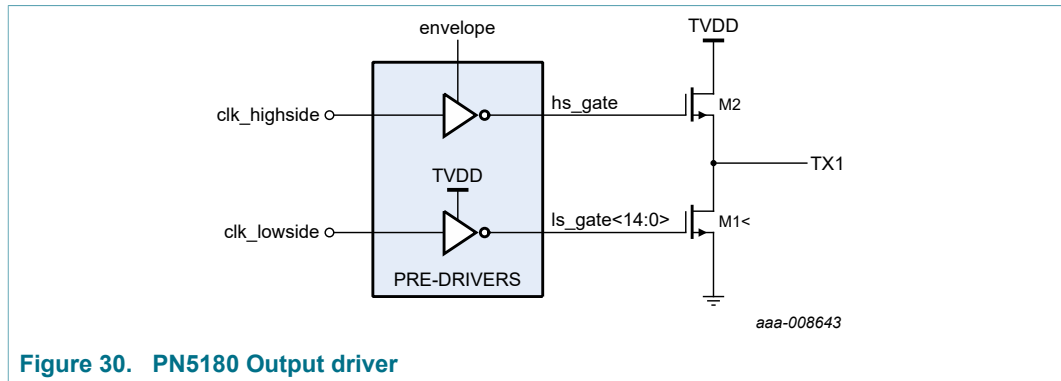 envelope
TVDD
clk_highside
hs_gate
M2
TX1
TVDD
clk_lowside
ls_gate<14:0>
M1<
PRE-DRIVERS
aaa-008643
Figure 30. PN5180 Output driver